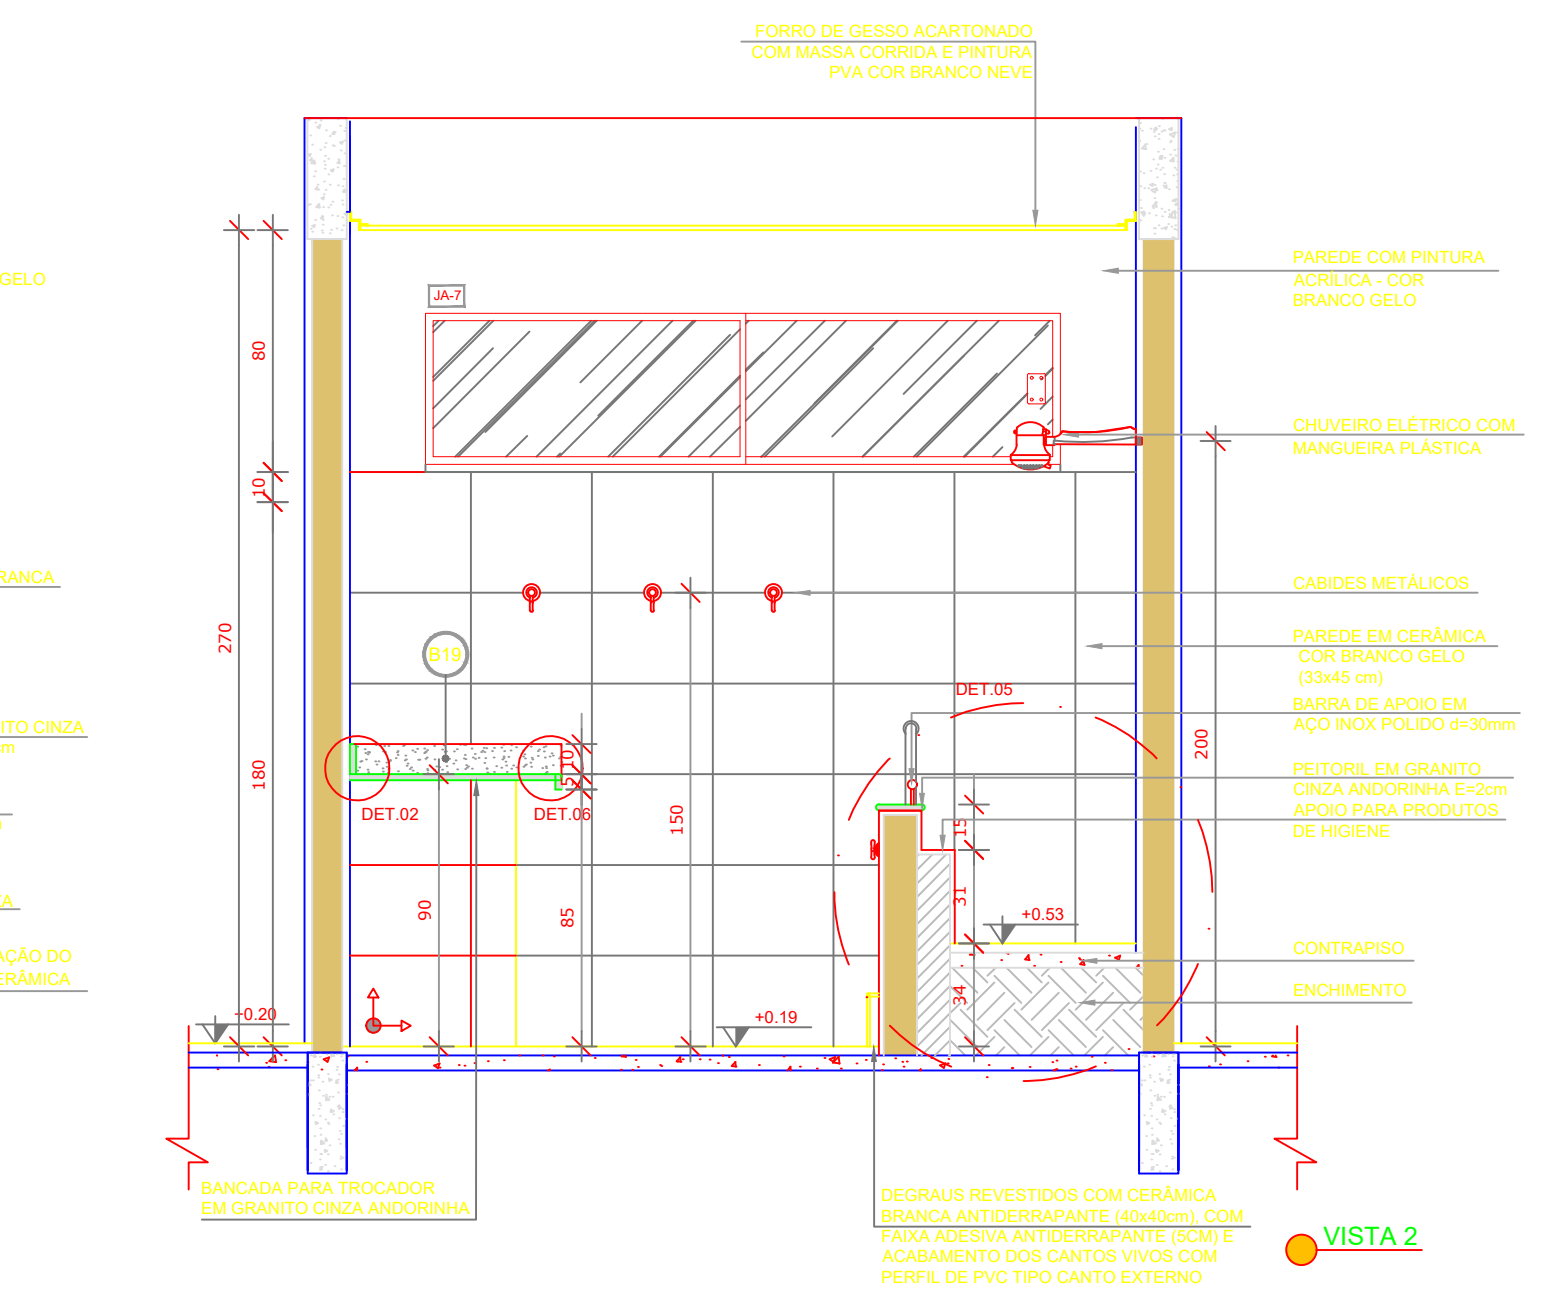 FORRO DE GESSO ACARTONADO
COM MASSA CORRIDA E PINTURA
PVA COR BRANCO NEVE
PAREDE COM PINTURA
ACRÍLICA - COR
BRANCO GELO
GELO
JA-7
80
CHUVEIRO ELÉTRICO COM
MANGUEIRA PLÁSTICA
10
RANCA
CABIDES METÁLICOS
270
B19
PAREDE EM CERÂMICA
COR BRANCO GELO
(33x45 cm)
DET.05
BARRA DE APOIO EM
AÇO INOX POLIDO d=30mm
ITO CINZA
cm
180
10
5
200
PEITORIL EM GRANITO
CINZA ANDORINHA E=2cm
APOIO PARA PRODUTOS
DE HIGIENE
DET.02
DET.06
150
15
90
85
31
+0.53
CONTRAPISO
AÇÃO DO
ERÂMICA
ENCHIMENTO
34
+0.20
+0.19
BANCADA PARA TROCADOR
EM GRANITO CINZA ANDORINHA
DEGRAUS REVESTIDOS COM CERÂMICA
BRANCA ANTIDERRAPANTE (40x40cm), COM
FAIXA ADESIVA ANTIDERRAPANTE (5CM) E
ACABAMENTO DOS CANTOS VIVOS COM
PERFIL DE PVC TIPO CANTO EXTERNO
VISTA 2